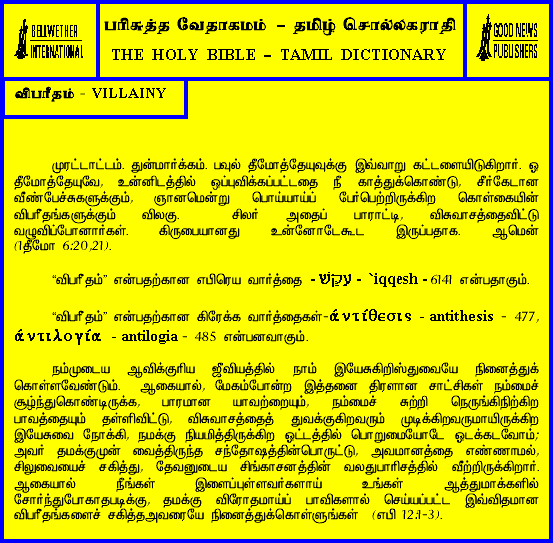 BELLWETHER
INTERNATIONAL
பரிசுத்த வேதாகமம் – தமிழ் சொல்லகராதி
THE HOLY BIBLE – TAMIL DICTIONARY
GOOD NEWS
PUBLISHERS
விபரீதம் - VILLAINY
முரட்டாட்டம். துன்மார்க்கம். பவுல் தீமோத்தேயுவுக்கு இவ்வாறு கட்டளையிடுகிறார். ஓ
தீமோத்தேயுவே, உன்னிடத்தில் ஒப்புவிக்கப்பட்டதை நீ காத்துக்கொண்டு, சீர்கேடான
வீண்பேச்சுகளுக்கும், ஞானமென்று பொய்யாய்ப் பேர்பெற்றிருக்கிற கொள்கையின்
விபரீதங்களுக்கும் விலகு. சிலர் அதைப் பாராட்டி, விசுவாசத்தைவிட்டு
வழுவிப்போனார்கள். கிருபையானது உன்னோடேகூட இருப்பதாக. ஆமென்
(1தீமோ 6:20,21).
“விபரீதம்” என்பதற்கான எபிரெய வார்த்தை - עִקֵּשׁ - `iqqesh - 6141 என்பதாகும்.
“விபரீதம்” என்பதற்கான கிரேக்க வார்த்தைகள்-ἀντίθεσις - antithesis - 477,
ἀντιλογία - antilogia - 485 என்பனவாகும்.
நம்முடைய ஆவிக்குரிய ஜீவியத்தில் நாம் இயேசுகிறிஸ்துவையே நினைத்துக்
கொள்ளவேண்டும். ஆகையால், மேகம்போன்ற இத்தனை திரளான சாட்சிகள் நம்மைச்
சூழ்ந்துகொண்டிருக்க, பாரமான யாவற்றையும், நம்மைச் சுற்றி நெருங்கிநிற்கிற
பாவத்தையும் தள்ளிவிட்டு, விசுவாசத்தைத் துவக்குகிறவரும் முடிக்கிறவருமாயிருக்கிற
இயேசுவை நோக்கி, நமக்கு நியமித்திருக்கிற ஓட்டத்தில் பொறுமையோடே ஓடக்கடவோம்;
அவர் தமக்குமுன் வைத்திருந்த சந்தோஷத்தின்பொருட்டு, அவமானத்தை எண்ணாமல்,
சிலுவையைச் சகித்து, தேவனுடைய சிங்காசனத்தின் வலதுபாரிசத்தில் வீற்றிருக்கிறார்.
ஆகையால் நீங்கள் இளைப்புள்ளவர்களாய் உங்கள் ஆத்துமாக்களில்
சோர்ந்துபோகாதபடிக்கு, தமக்கு விரோதமாய்ப் பாவிகளால் செய்யப்பட்ட இவ்விதமான
விபரீதங்களைச் சகித்தஅவரையே நினைத்துக்கொள்ளுங்கள் (எபி 12:1-3).